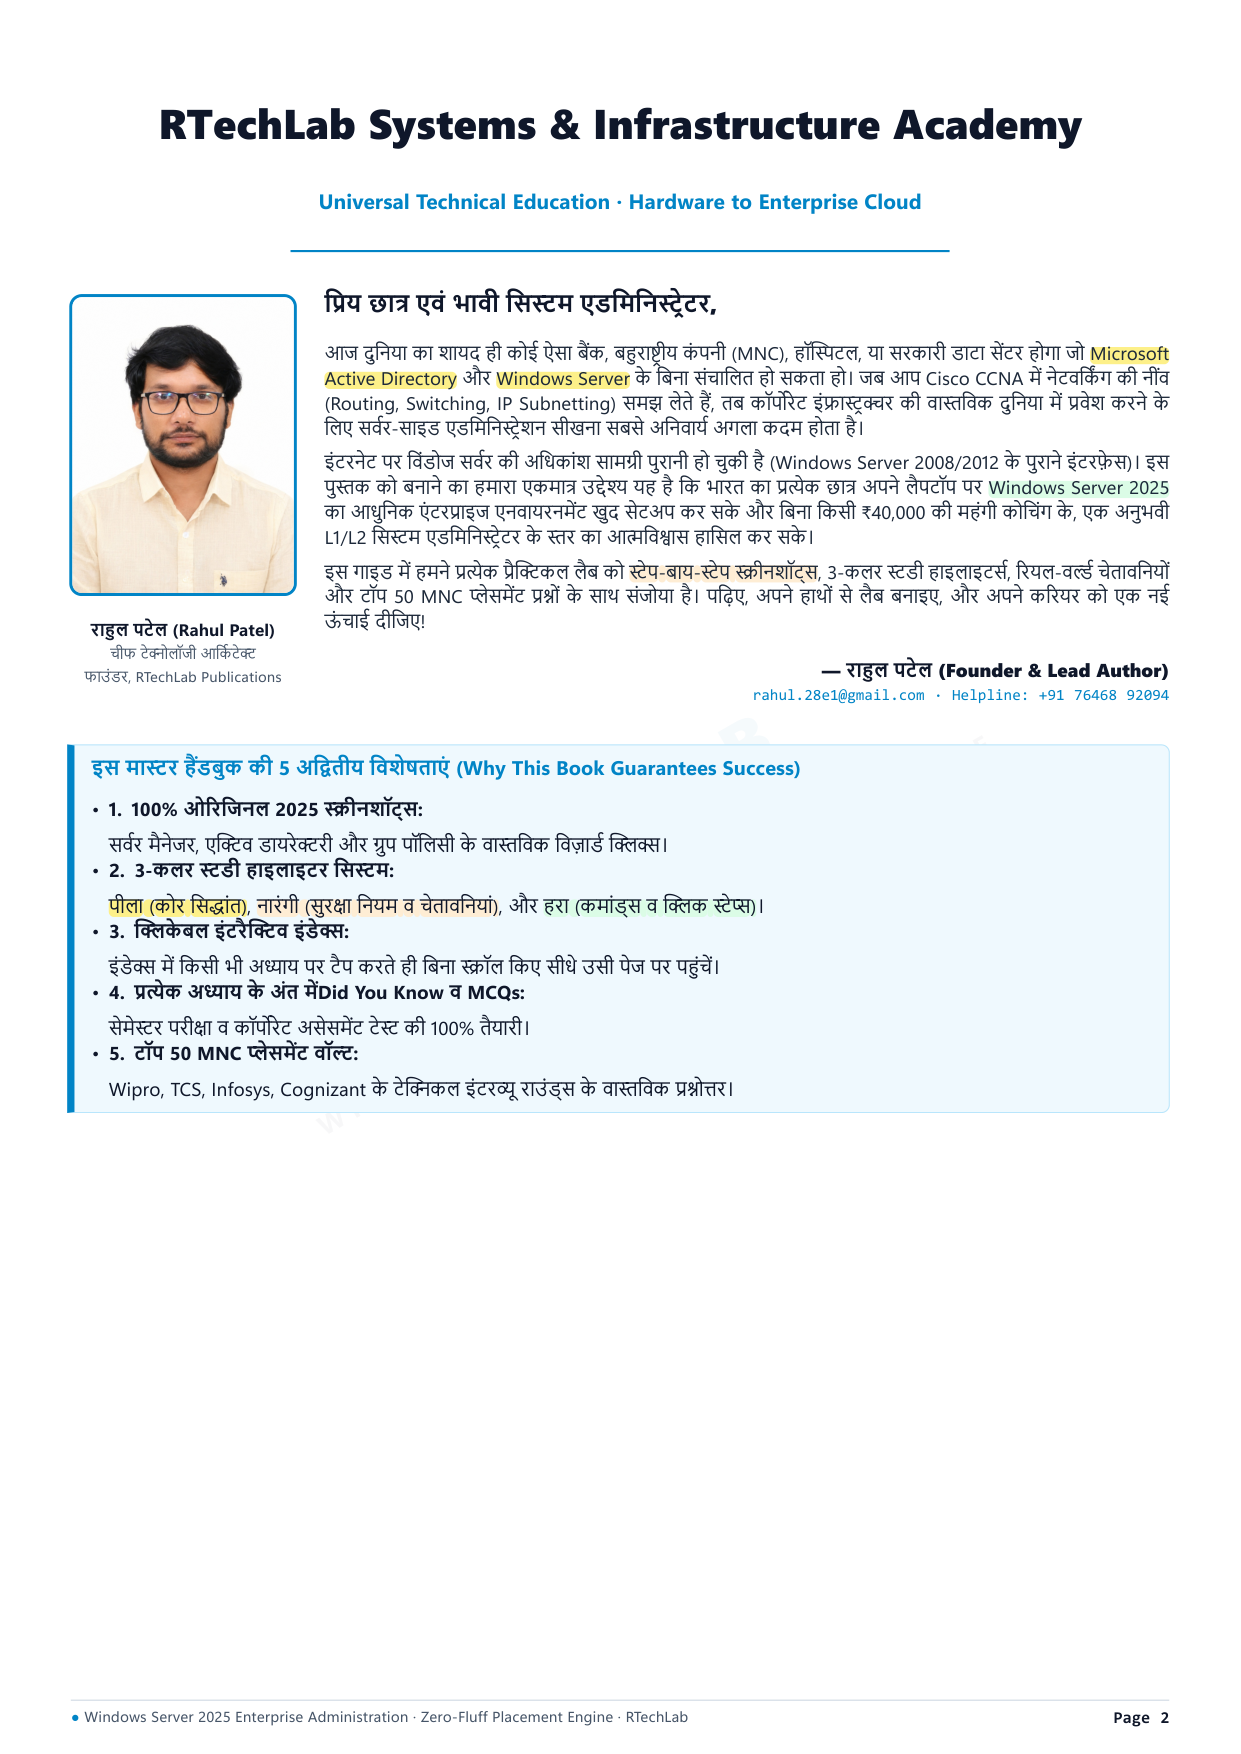 RTechLab Systems & Infrastructure Academy
Universal Technical Education · Hardware to Enterprise Cloud
प्रिय छात्र एवं भावी सिस्टम एडमिनिस्ट्रेटर,
आज दुनिया का शायद ही कोई ऐसा बैंक, बहुराष्ट्रीय कंपनी (MNC), हॉस्पिटल, या सरकारी डाटा सेंटर होगा जो Microsoft
Active Directory और Windows Server के बिना संचालित हो सकता हो। जब आप Cisco CCNA में नेटवर्किंग की नींव
(Routing, Switching, IP Subnetting) समझ लेते हैं, तब कॉर्पोरेट इंफ्रास्ट्रक्चर की वास्तविक दुनिया में प्रवेश करने के
लिए सर्वर-साइड एडमिनिस्ट्रेशन सीखना सबसे अनिवार्य अगला कदम होता है।
इंटरनेट पर विंडोज सर्वर की अधिकांश सामग्री पुरानी हो चुकी है (Windows Server 2008/2012 के पुराने इंटरफ़ेस)। इस
पुस्तक को बनाने का हमारा एकमात्र उद्देश्य यह है कि भारत का प्रत्येक छात्र अपने लैपटॉप पर Windows Server 2025
का आधुनिक एंटरप्राइज एनवायरनमेंट खुद सेटअप कर सके और बिना किसी ₹40,000 की महंगी कोचिंग के, एक अनुभवी
L1/L2 सिस्टम एडमिनिस्ट्रेटर के स्तर का आत्मविश्वास हासिल कर सके।
इस गाइड में हमने प्रत्येक प्रैक्टिकल लैब को स्टेप-बाय-स्टेप स्क्रीनशॉट्स, 3-कलर स्टडी हाइलाइटर्स, रियल-वर्ल्ड चेतावनियों
और टॉप 50 MNC प्लेसमेंट प्रश्नों के साथ संजोया है। पढ़िए, अपने हाथों से लैब बनाइए, और अपने करियर को एक नई
ऊंचाई दीजिए!
राहुल पटेल (Rahul Patel)
चीफ टेक्नोलॉजी आर्किटेक्ट
फाउंडर, RTechLab Publications
— राहुल पटेल (Founder & Lead Author)
rahul.28e1@gmail.com · Helpline: +91 76468 92094
इस मास्टर हैंडबुक की 5 अद्वितीय विशेषताएं (Why This Book Guarantees Success)
• 1. 100% ओरिजिनल 2025 स्क्रीनशॉट्स:
सर्वर मैनेजर, एक्टिव डायरेक्टरी और ग्रुप पॉलिसी के वास्तविक विज़ार्ड क्लिक्स।
• 2. 3-कलर स्टडी हाइलाइटर सिस्टम:
पीला (कोर सिद्धांत), नारंगी (सुरक्षा नियम व चेतावनियां), और हरा (कमांड्स व क्लिक स्टेप्स)।
• 3. क्लिकेबल इंटरैक्टिव इंडेक्स:
इंडेक्स में किसी भी अध्याय पर टैप करते ही बिना स्क्रॉल किए सीधे उसी पेज पर पहुंचें।
• 4. प्रत्येक अध्याय के अंत मेंDid You Know व MCQs:
सेमेस्टर परीक्षा व कॉर्पोरेट असेसमेंट टेस्ट की 100% तैयारी।
• 5. टॉप 50 MNC प्लेसमेंट वॉल्ट:
Wipro, TCS, Infosys, Cognizant के टेक्निकल इंटरव्यू राउंड्स के वास्तविक प्रश्नोत्तर।
• Windows Server 2025 Enterprise Administration · Zero-Fluff Placement Engine · RTechLab
Page 2